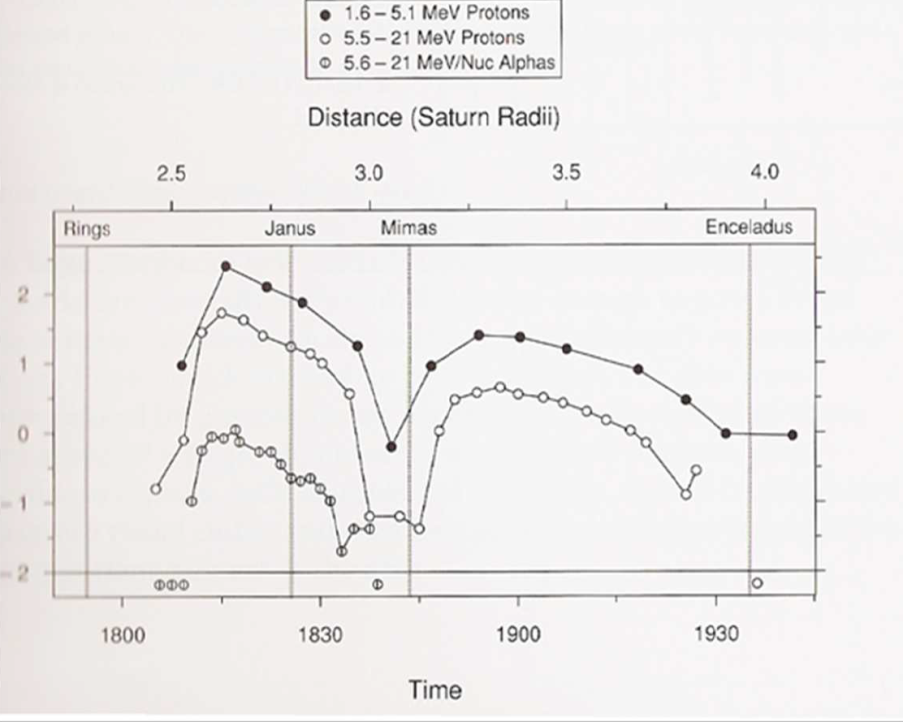 1.6 – 5.1 MeV Protons
5.5 – 21 MeV Protons
5.6 – 21 MeV/Nuc Alphas
Distance (Saturn Radii)
2.5 3.0 3.5 4.0
Rings Janus Mimas Enceladus
2
1
0
– 1
– 2
1800 1830 1900 1930
Time